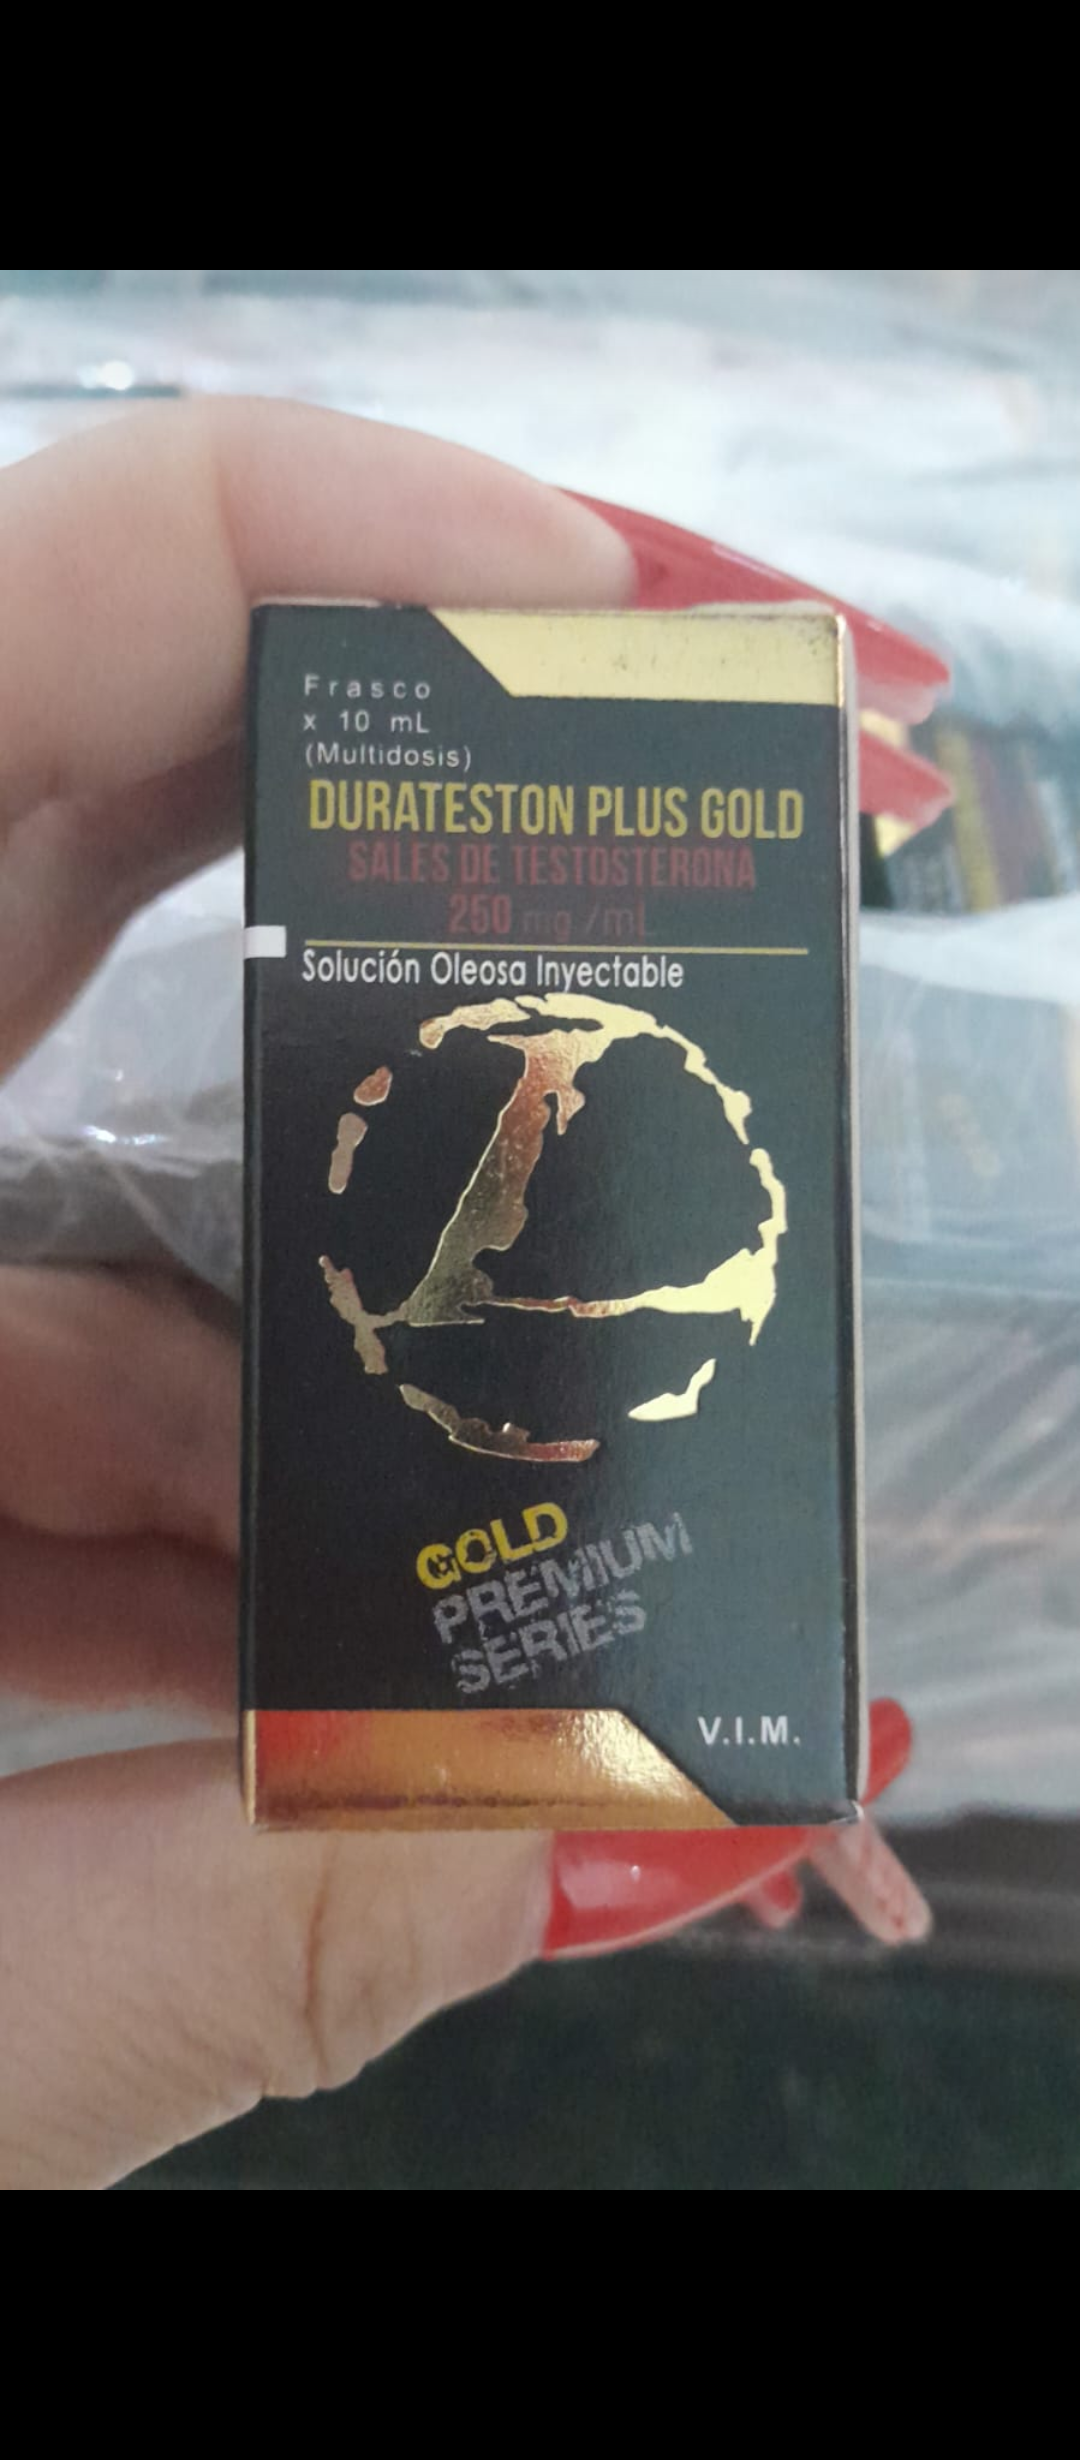 Frasco
x 10 mL
(Multidosis)
DURATESTON PLUS GOLD
SALES DE TESTOSTERONA
250 mg/mL
Solución Oleosa Inyectable
GOLD
PREMIUM
SERIES
V.I.M.